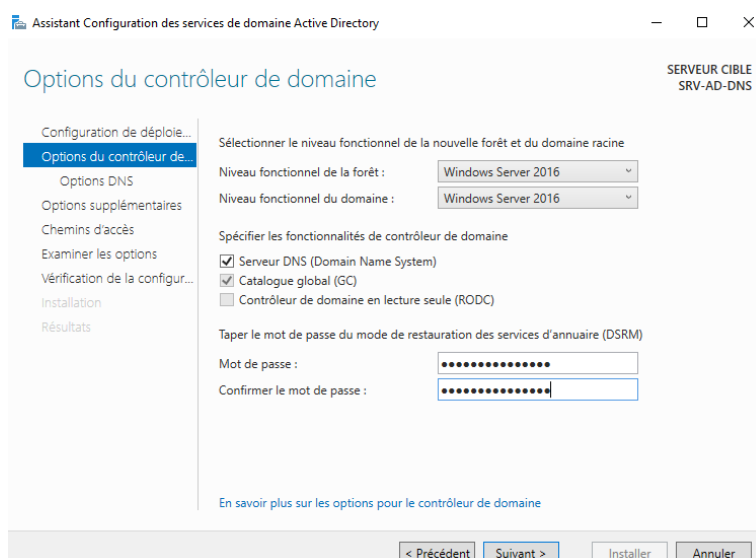 Assistant Configuration des services de domaine Active Directory
Options du contrôleur de domaine
SERVEUR CIBLE
SRV-AD-DNS
Configuration de déploie...
Options du contrôleur de...
Options DNS
Options supplémentaires
Chemins d'accès
Examiner les options
Vérification de la configur...
Installation
Résultats
Sélectionner le niveau fonctionnel de la nouvelle forêt et du domaine racine
Niveau fonctionnel de la forêt : Windows Server 2016
Niveau fonctionnel du domaine : Windows Server 2016
Spécifier les fonctionnalités de contrôleur de domaine
Serveur DNS (Domain Name System)
Catalogue global (GC)
Contrôleur de domaine en lecture seule (RODC)
Taper le mot de passe du mode de restauration des services d'annuaire (DSRM)
Mot de passe : •••••••••••••••
Confirmer le mot de passe : •••••••••••••••
En savoir plus sur les options pour le contrôleur de domaine
< Précédent Suivant > Installer Annuler